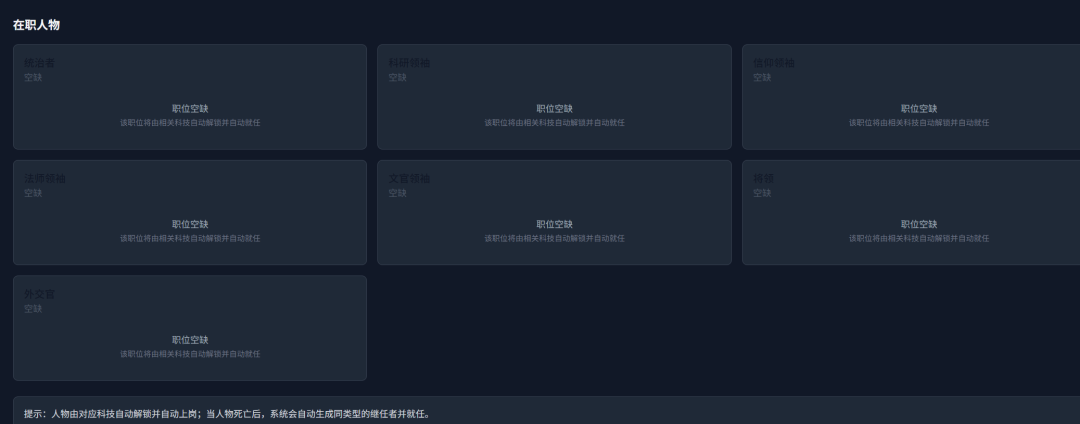 在职人物
统治者
空缺
职位空缺
该职位将由相关科技自动解锁并自动就任
科研领袖
空缺
职位空缺
该职位将由相关科技自动解锁并自动就任
信仰领袖
空缺
职位空缺
该职位将由相关科技自动解锁并自动就任
法师领袖
空缺
职位空缺
该职位将由相关科技自动解锁并自动就任
文官领袖
空缺
职位空缺
该职位将由相关科技自动解锁并自动就任
将领
空缺
职位空缺
该职位将由相关科技自动解锁并自动就任
外交官
空缺
职位空缺
该职位将由相关科技自动解锁并自动就任
提示：人物由对应科技自动解锁并自动上岗；当人物死亡后，系统会自动生成同类型的继任者并就任。